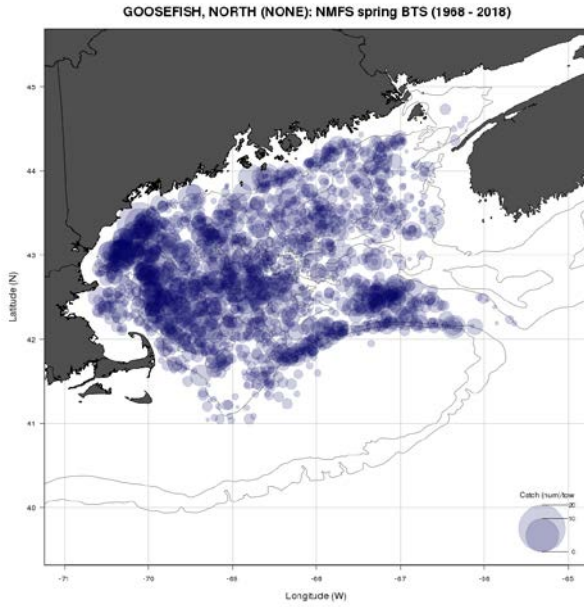 GOOSEFISH, NORTH (NONE): NMFS spring BTS (1968 - 2018)
45
44
43
42
41
40
Latitude (N)
Catch (num)/tow
20
10
0
-71 -70 -69 -68 -67 -66 -65
Longitude (W)